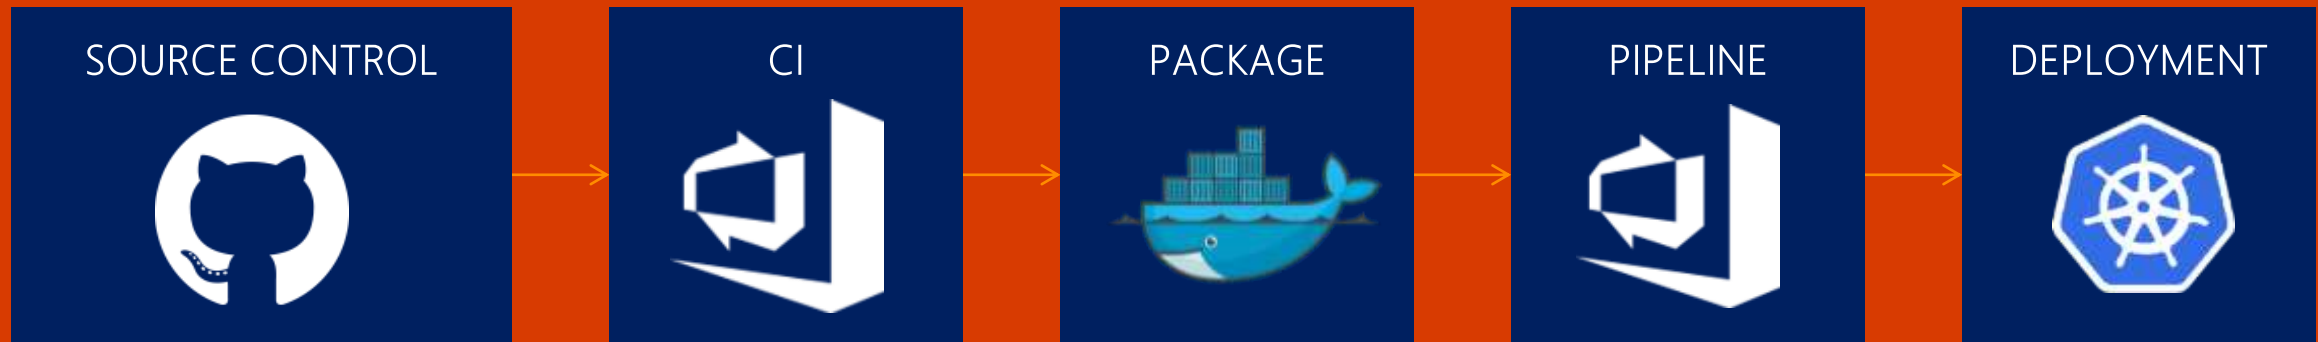 SOURCE CONTROL
CI
PACKAGE
PIPELINE
DEPLOYMENT